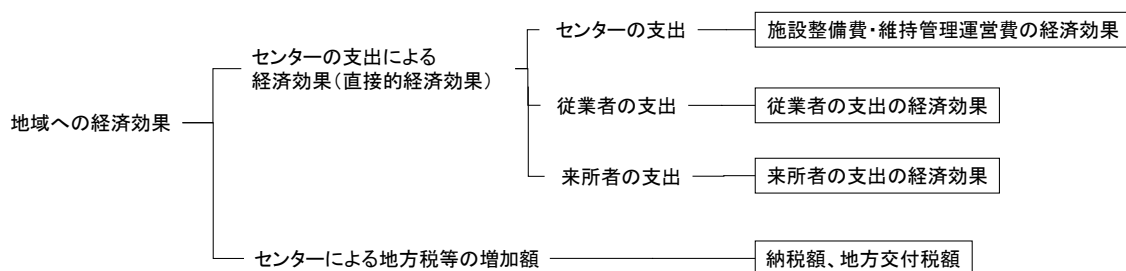 センターの支出
施設整備費・維持管理運営費の経済効果
センターの支出による
経済効果（直接的経済効果）
従業者の支出
従業者の支出の経済効果
地域への経済効果
来所者の支出
来所者の支出の経済効果
センターによる地方税等の増加額
納税額、地方交付税額